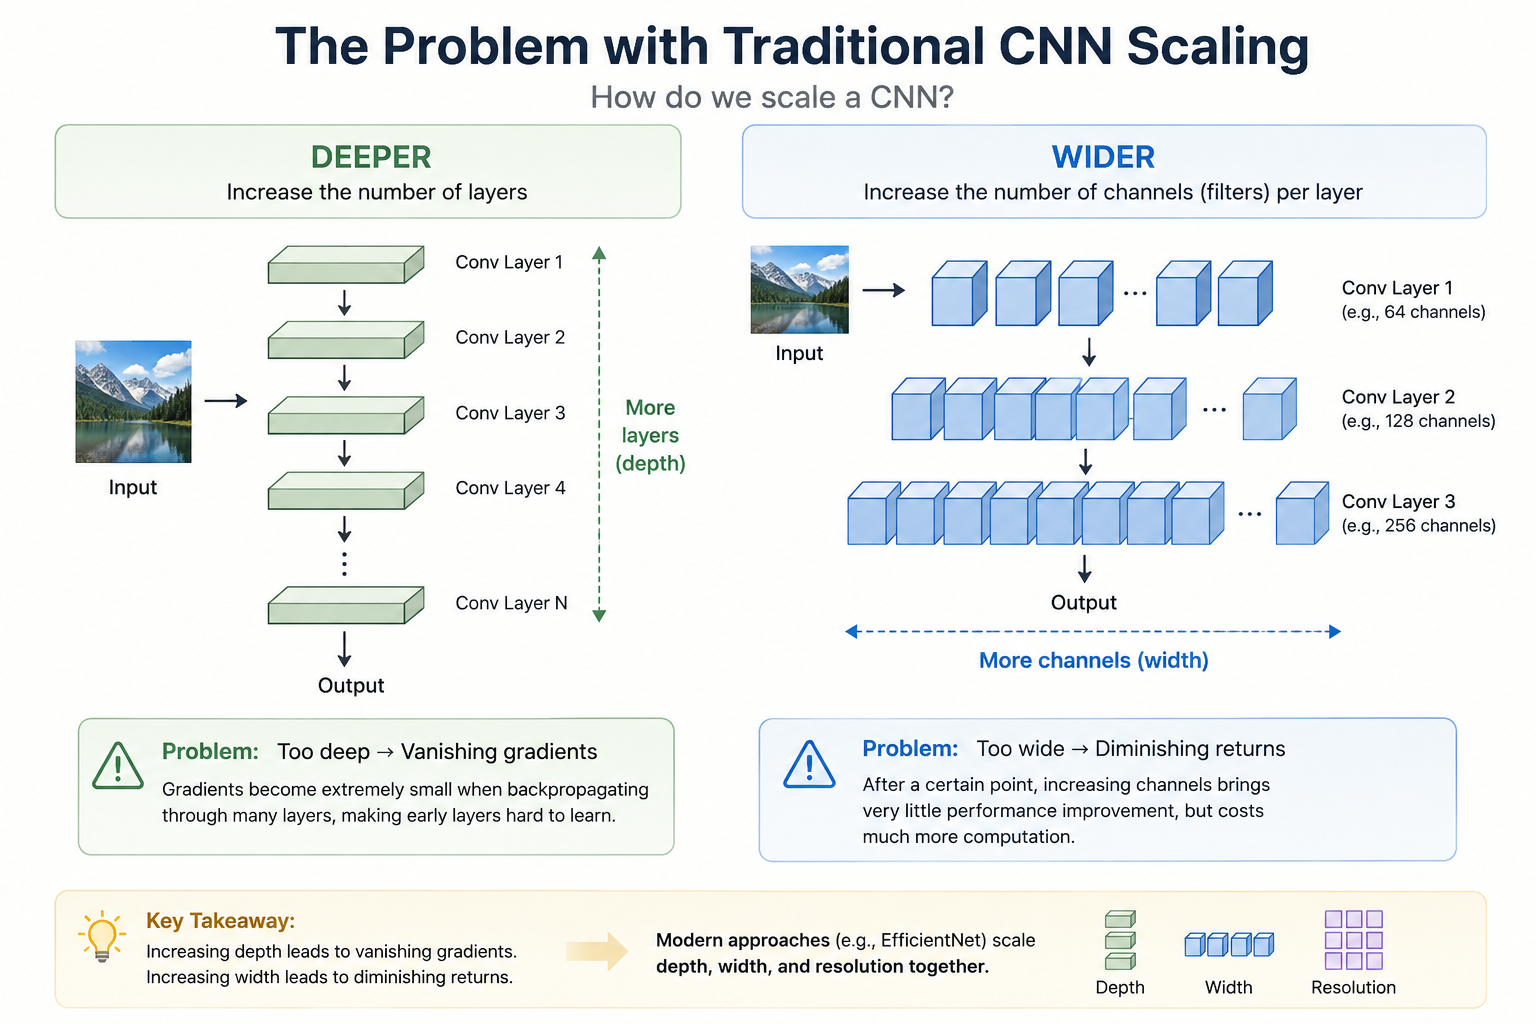 The Problem with Traditional CNN Scaling
How do we scale a CNN?
DEEPER
Increase the number of layers
Input
Conv Layer 1
Conv Layer 2
Conv Layer 3
Conv Layer 4
Conv Layer N
Output
More
layers
(depth)
Problem: Too deep → Vanishing gradients
Gradients become extremely small when backpropagating
through many layers, making early layers hard to learn.
WIDER
Increase the number of channels (filters) per layer
Input
...
Conv Layer 1
(e.g., 64 channels)
...
Conv Layer 2
(e.g., 128 channels)
...
Conv Layer 3
(e.g., 256 channels)
Output
More channels (width)
Problem: Too wide → Diminishing returns
After a certain point, increasing channels brings
very little performance improvement, but costs
much more computation.
Key Takeaway:
Increasing depth leads to vanishing gradients.
Increasing width leads to diminishing returns.
Modern approaches (e.g., EfficientNet) scale
depth, width, and resolution together.
Depth
Width
Resolution